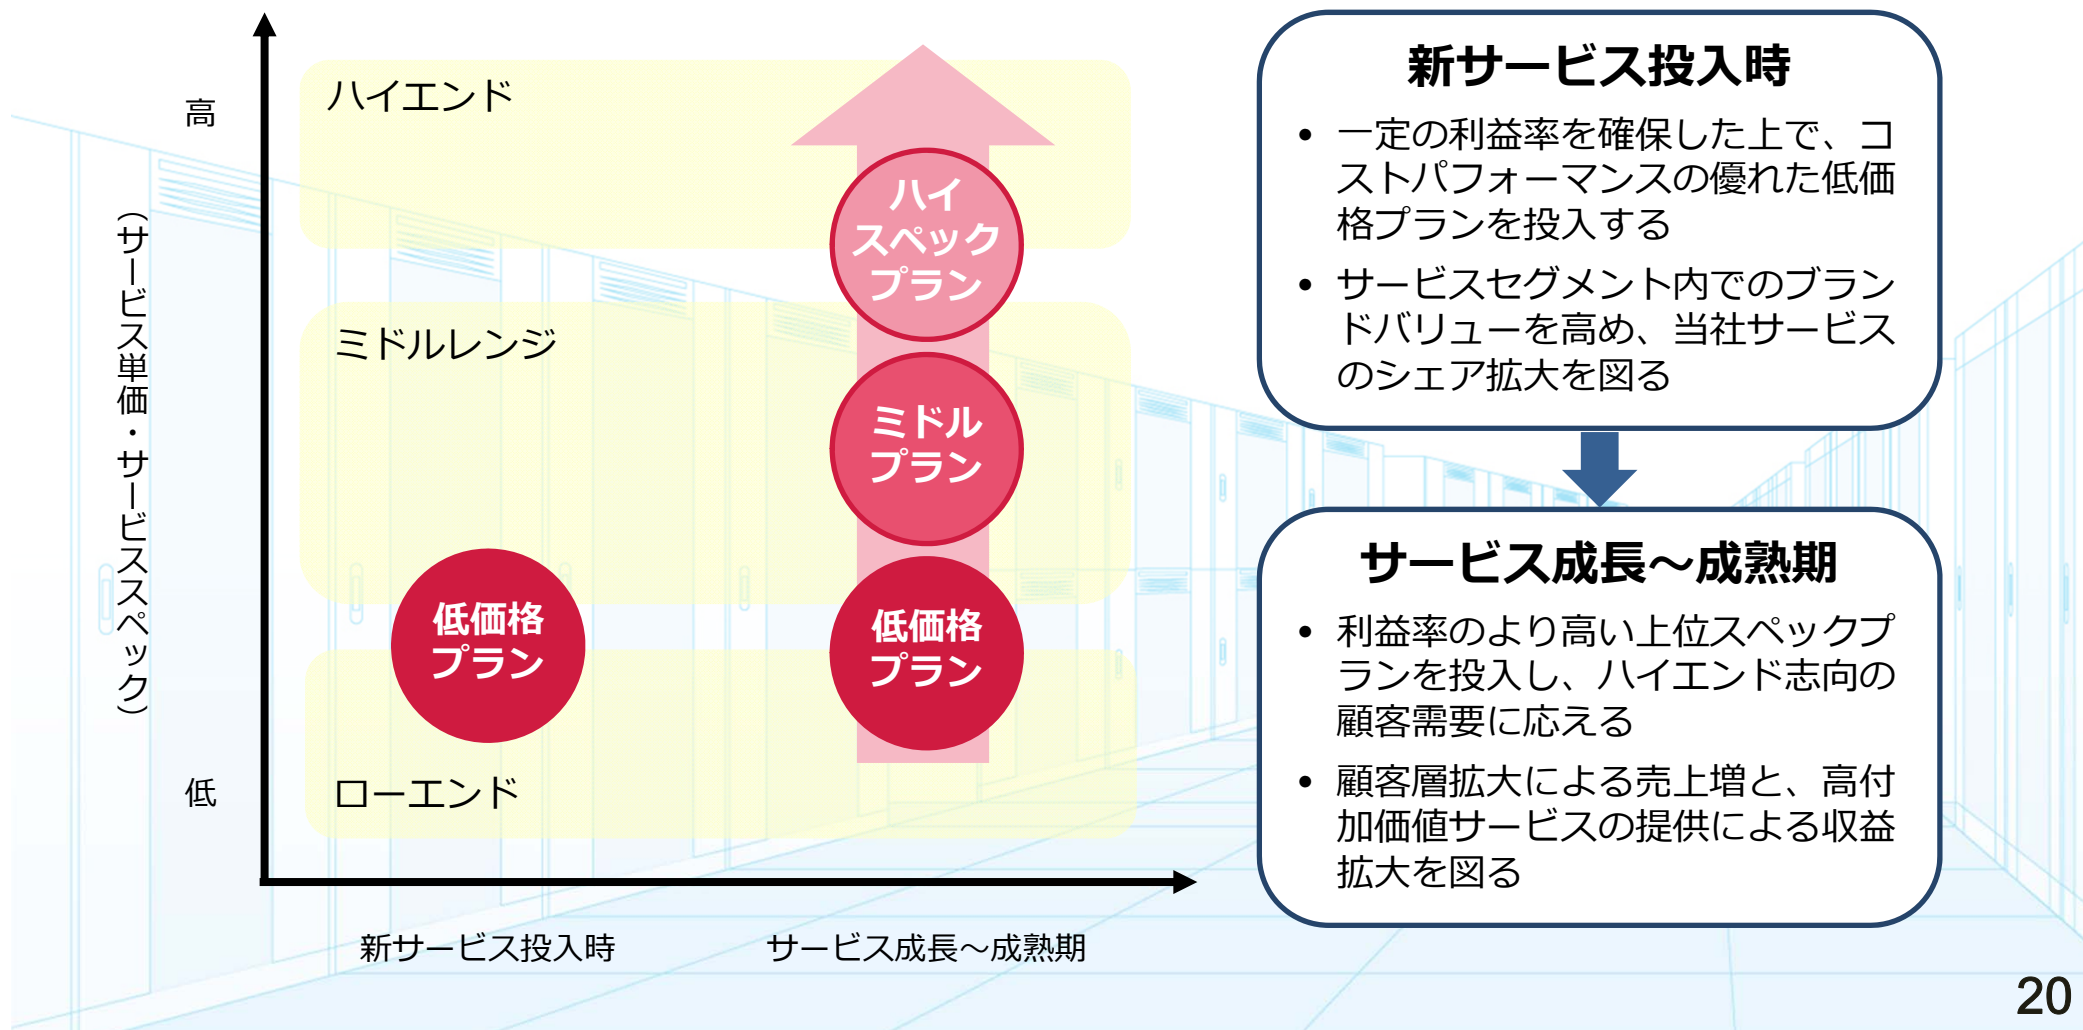 高
（サービス単価・サービススペック）
低
ハイエンド
ミドルレンジ
ローエンド
低価格
プラン
ハイ
スペック
プラン
ミドル
プラン
低価格
プラン
新サービス投入時
サービス成長～成熟期
新サービス投入時
• 一定の利益率を確保した上で、コ
ストパフォーマンスの優れた低価
格プランを投入する
• サービスセグメント内でのブラン
ドバリューを高め、当社サービス
のシェア拡大を図る
サービス成長～成熟期
• 利益率のより高い上位スペックプ
ランを投入し、ハイエンド志向の
顧客需要に応える
• 顧客層拡大による売上増と、高付
加価値サービスの提供による収益
拡大を図る
20